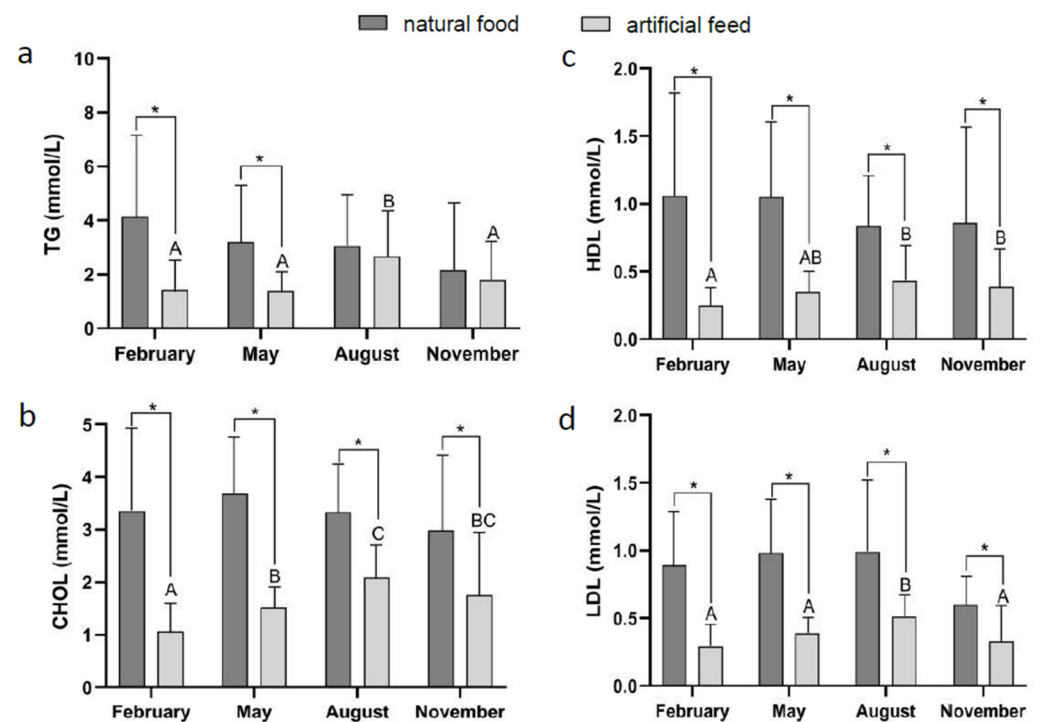 natural food artificial feed
a
10
8
6
4
2
0
TG (mmol/L)
*
A
*
A
B
A
February May August November
b
5
4
3
2
1
0
CHOL (mmol/L)
*
A
*
B
*
C
*
BC
February May August November
c
2.0
1.5
1.0
0.5
0.0
HDL (mmol/L)
*
A
*
AB
*
B
*
B
February May August November
d
2.0
1.5
1.0
0.5
0.0
LDL (mmol/L)
*
A
*
A
*
B
*
A
February May August November